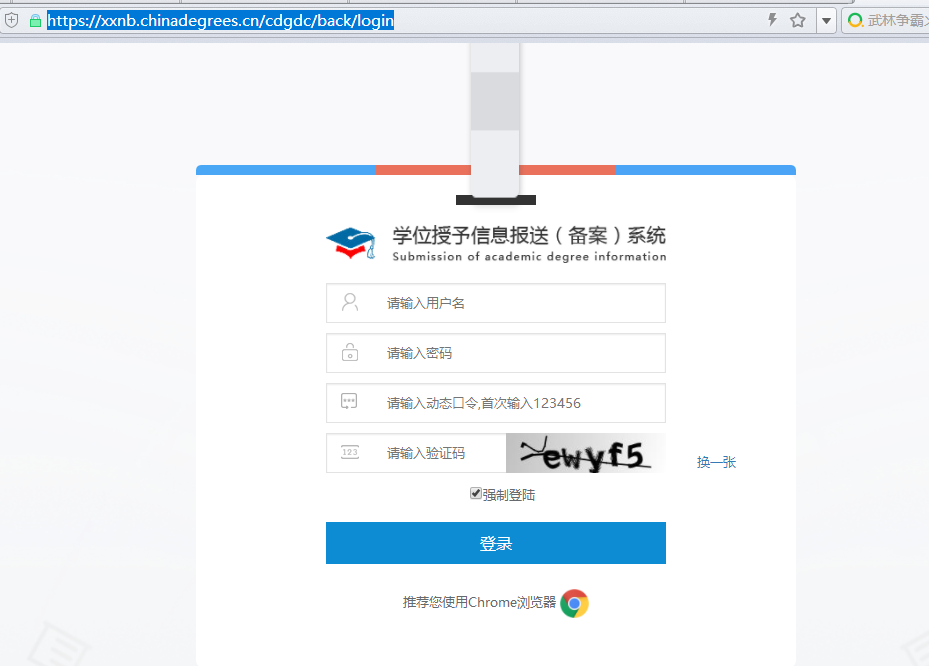 https://xxnb.chinadegrees.cn/cdgdc/back/login
武林争霸
学位授予信息报送（备案）系统
Submission of academic degree information
请输入用户名
请输入密码
请输入动态口令,首次输入123456
123 请输入验证码 ewyf5 换一张
强制登陆
登录
推荐您使用Chrome浏览器